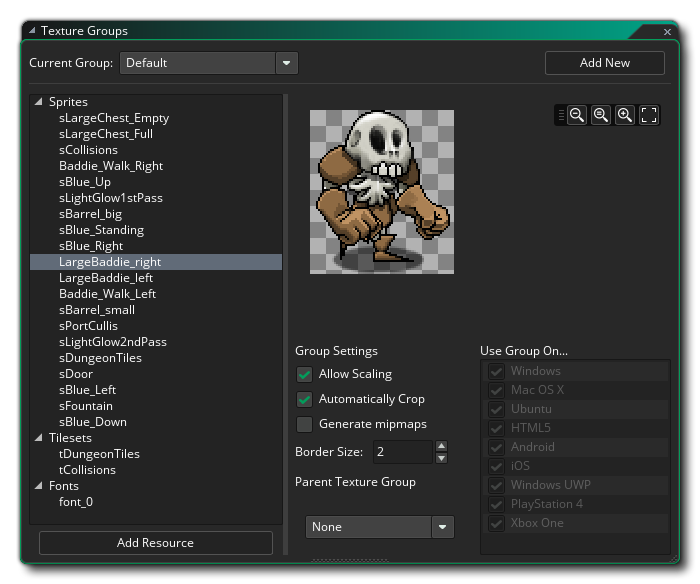 Texture Groups
Current Group: Default Add New
Sprites
sLargeChest_Empty
sLargeChest_Full
sCollisions
Baddie_Walk_Right
sBlue_Up
sLightGlow1stPass
sBarrel_big
sBlue_Standing
sBlue_Right
LargeBaddie_right
LargeBaddie_left
Baddie_Walk_Left
sBarrel_small
sPortCullis
sLightGlow2ndPass
sDungeonTiles
sDoor
sBlue_Left
sFountain
sBlue_Down
Tilesets
tDungeonTiles
tCollisions
Fonts
font_0
Add Resource
Group Settings
Allow Scaling
Automatically Crop
Generate mipmaps
Border Size: 2
Parent Texture Group
None
Use Group On...
Windows
Mac OS X
Ubuntu
HTML5
Android
iOS
Windows UWP
PlayStation 4
Xbox One